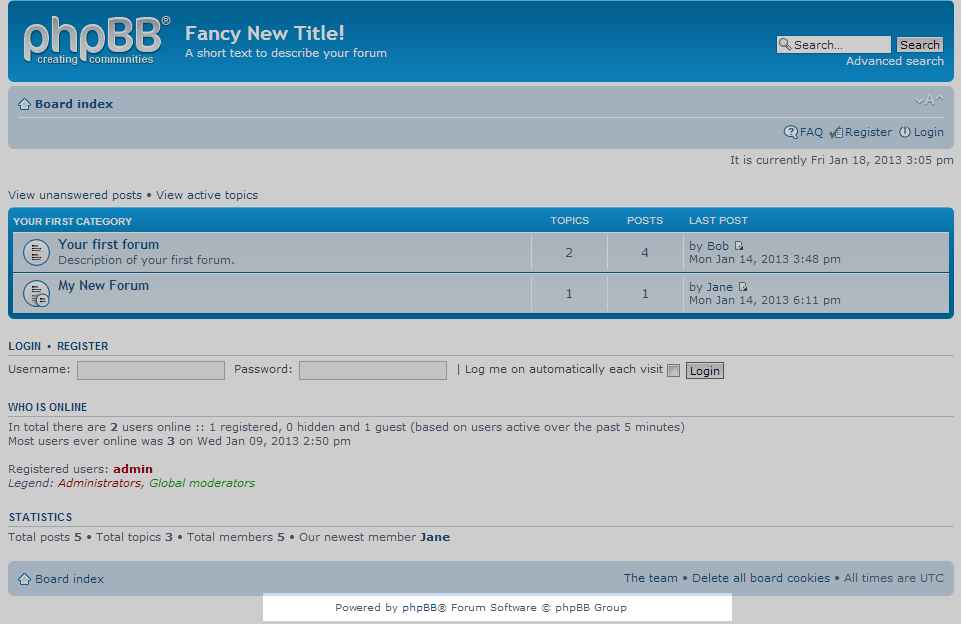 phpBB®
creating communities
Fancy New Title!
A short text to describe your forum
Search... Search
Advanced search
Board index
A
FAQ Register Login
It is currently Fri Jan 18, 2013 3:05 pm
View unanswered posts • View active topics
YOUR FIRST CATEGORY TOPICS POSTS LAST POST
Your first forum
Description of your first forum.
2 4
by Bob
Mon Jan 14, 2013 3:48 pm
My New Forum
1 1
by Jane
Mon Jan 14, 2013 6:11 pm
LOGIN • REGISTER
Username: Password: | Log me on automatically each visit Login
WHO IS ONLINE
In total there are 2 users online :: 1 registered, 0 hidden and 1 guest (based on users active over the past 5 minutes)
Most users ever online was 3 on Wed Jan 09, 2013 2:50 pm
Registered users: admin
Legend: Administrators, Global moderators
STATISTICS
Total posts 5 • Total topics 3 • Total members 5 • Our newest member Jane
Board index The team • Delete all board cookies • All times are UTC
Powered by phpBB® Forum Software © phpBB Group